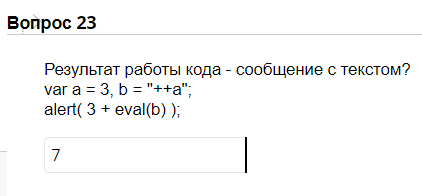 Вопрос 23
Результат работы кода - сообщение с текстом?
var a = 3, b = "++a";
alert( 3 + eval(b) );
7